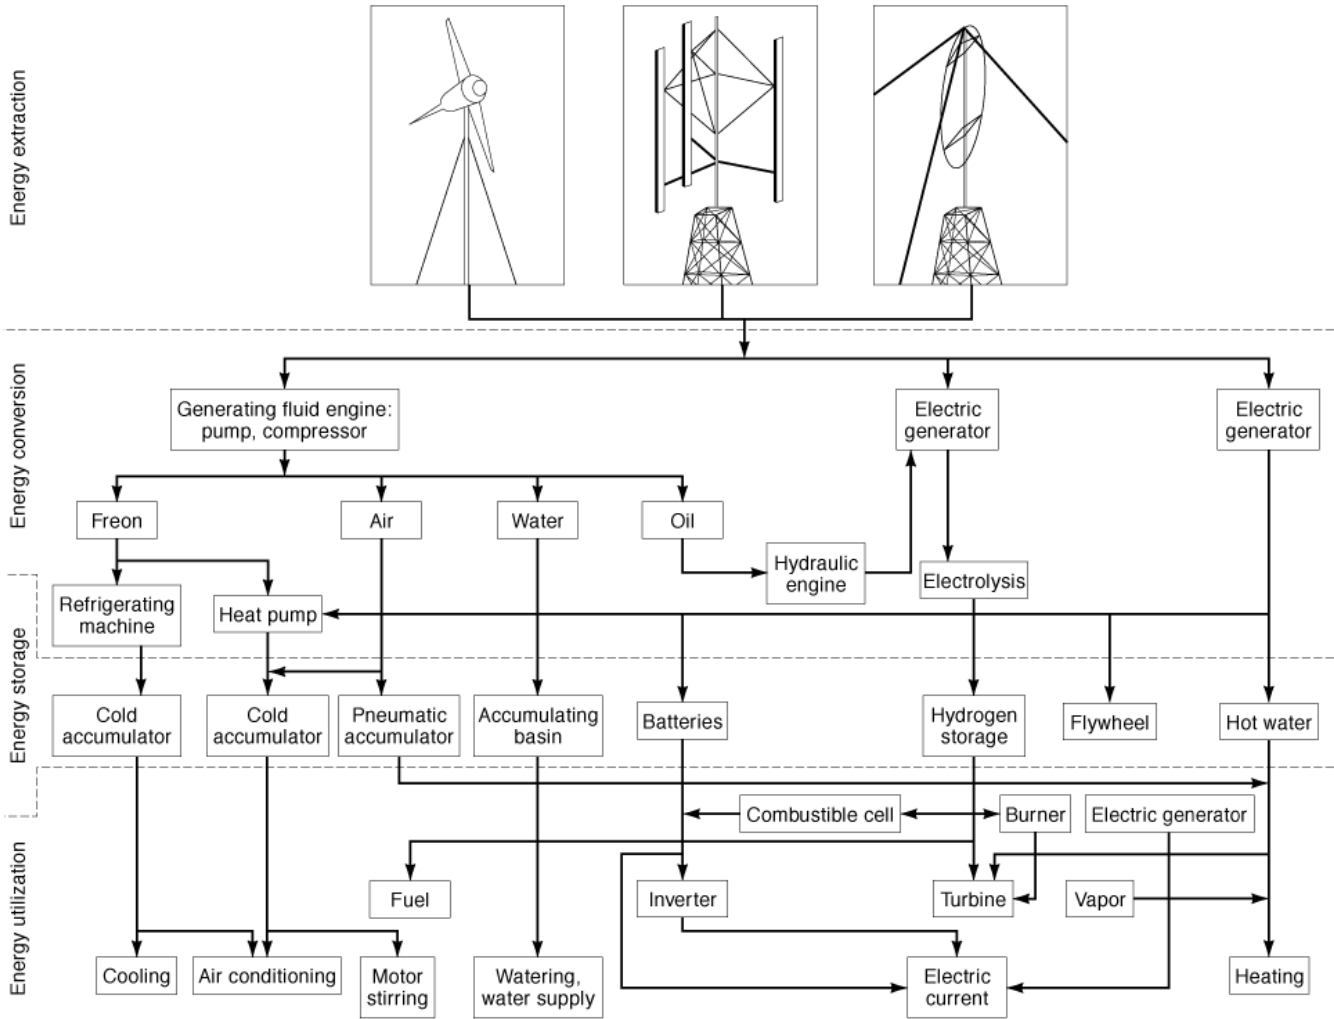 Energy extraction
Energy conversion
Generating fluid engine:
pump, compressor
Electric
generator
Electric
generator
Freon
Air
Water
Oil
Hydraulic
engine
Electrolysis
Energy storage
Refrigerating
machine
Heat pump
Cold
accumulator
Cold
accumulator
Pneumatic
accumulator
Accumulating
basin
Batteries
Hydrogen
storage
Flywheel
Hot water
Energy utilization
Combustible cell
Burner
Electric generator
Fuel
Inverter
Turbine
Vapor
Cooling
Air conditioning
Motor
stirring
Watering,
water supply
Electric
current
Heating